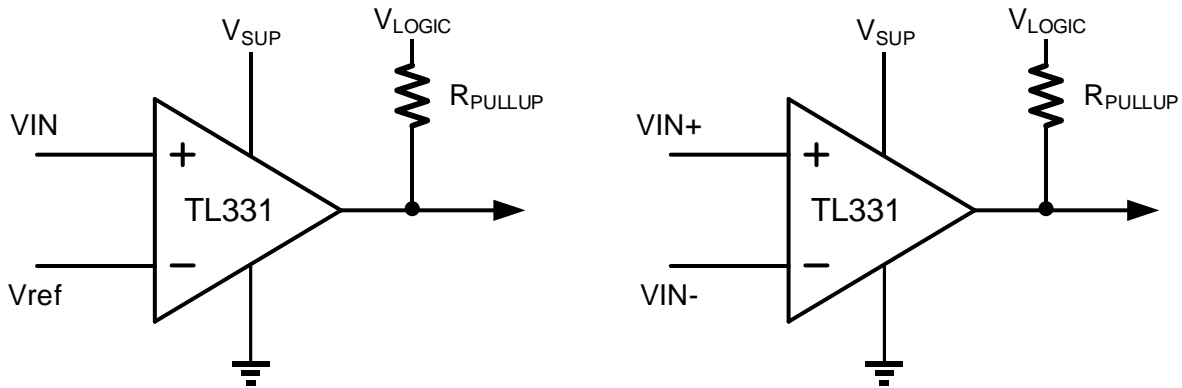 V_LOGIC
V_SUP
R_PULLUP
VIN
+
TL331
−
Vref
V_LOGIC
V_SUP
R_PULLUP
VIN+
+
TL331
−
VIN-